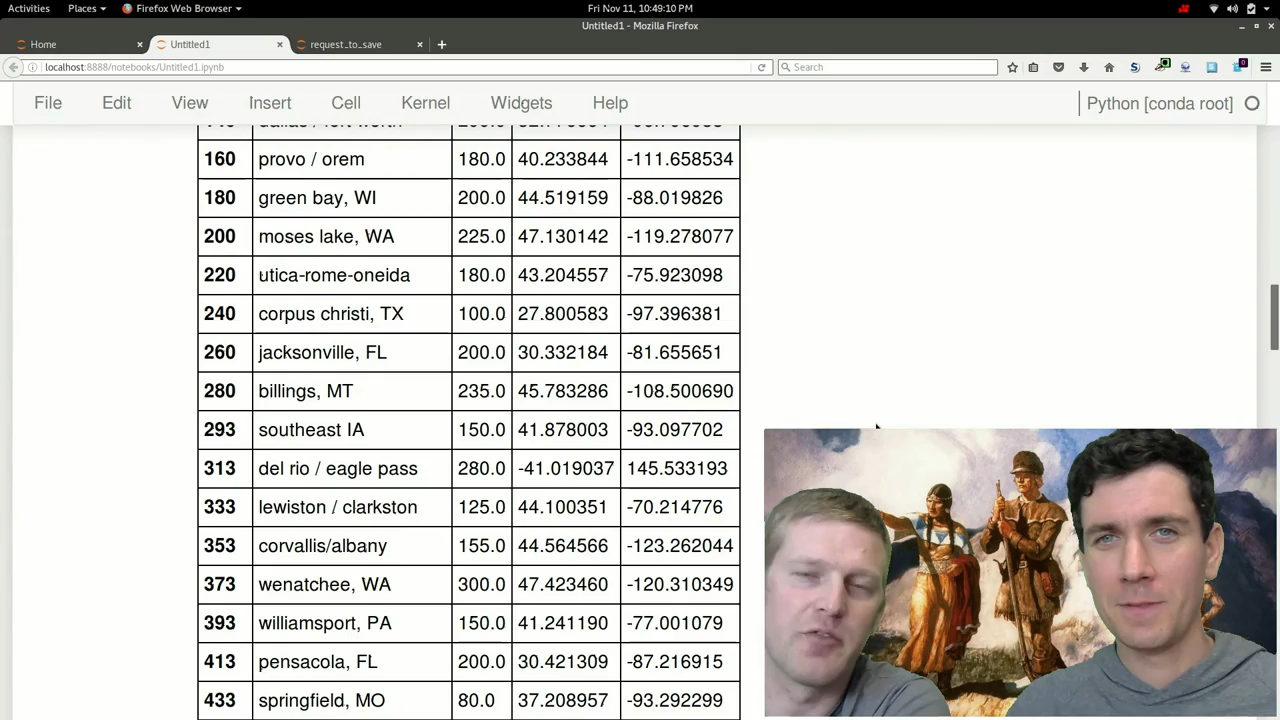 Activities Places Firefox Web Browser Fri Nov 11, 10:49:10 PM
Untitled1 - Mozilla Firefox
Home Untitled1 request_to_save
localhost:8888/notebooks/Untitled1.ipynb Search
File Edit View Insert Cell Kernel Widgets Help Python [conda root]
160 provo / orem 180.0 40.233844 -111.658534
180 green bay, WI 200.0 44.519159 -88.019826
200 moses lake, WA 225.0 47.130142 -119.278077
220 utica-rome-oneida 180.0 43.204557 -75.923098
240 corpus christi, TX 100.0 27.800583 -97.396381
260 jacksonville, FL 200.0 30.332184 -81.655651
280 billings, MT 235.0 45.783286 -108.500690
293 southeast IA 150.0 41.878003 -93.097702
313 del rio / eagle pass 280.0 -41.019037 145.533193
333 lewiston / clarkston 125.0 44.100351 -70.214776
353 corvallis/albany 155.0 44.564566 -123.262044
373 wenatchee, WA 300.0 47.423460 -120.310349
393 williamsport, PA 150.0 41.241190 -77.001079
413 pensacola, FL 200.0 30.421309 -87.216915
433 springfield, MO 80.0 37.208957 -93.292299